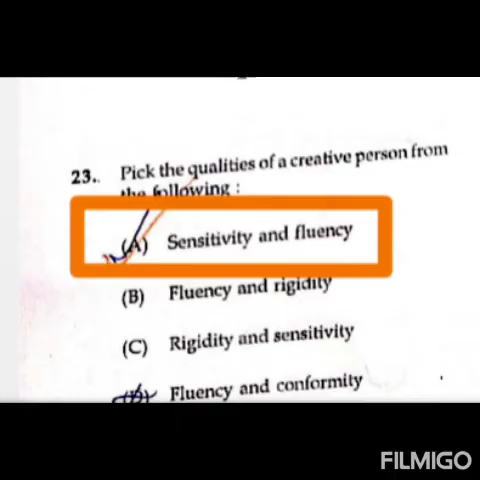 23.. Pick the qualities of a creative person from
the following :
(A) Sensitivity and fluency
(B) Fluency and rigidity
(C) Rigidity and sensitivity
(D) Fluency and conformity
FILMIGO